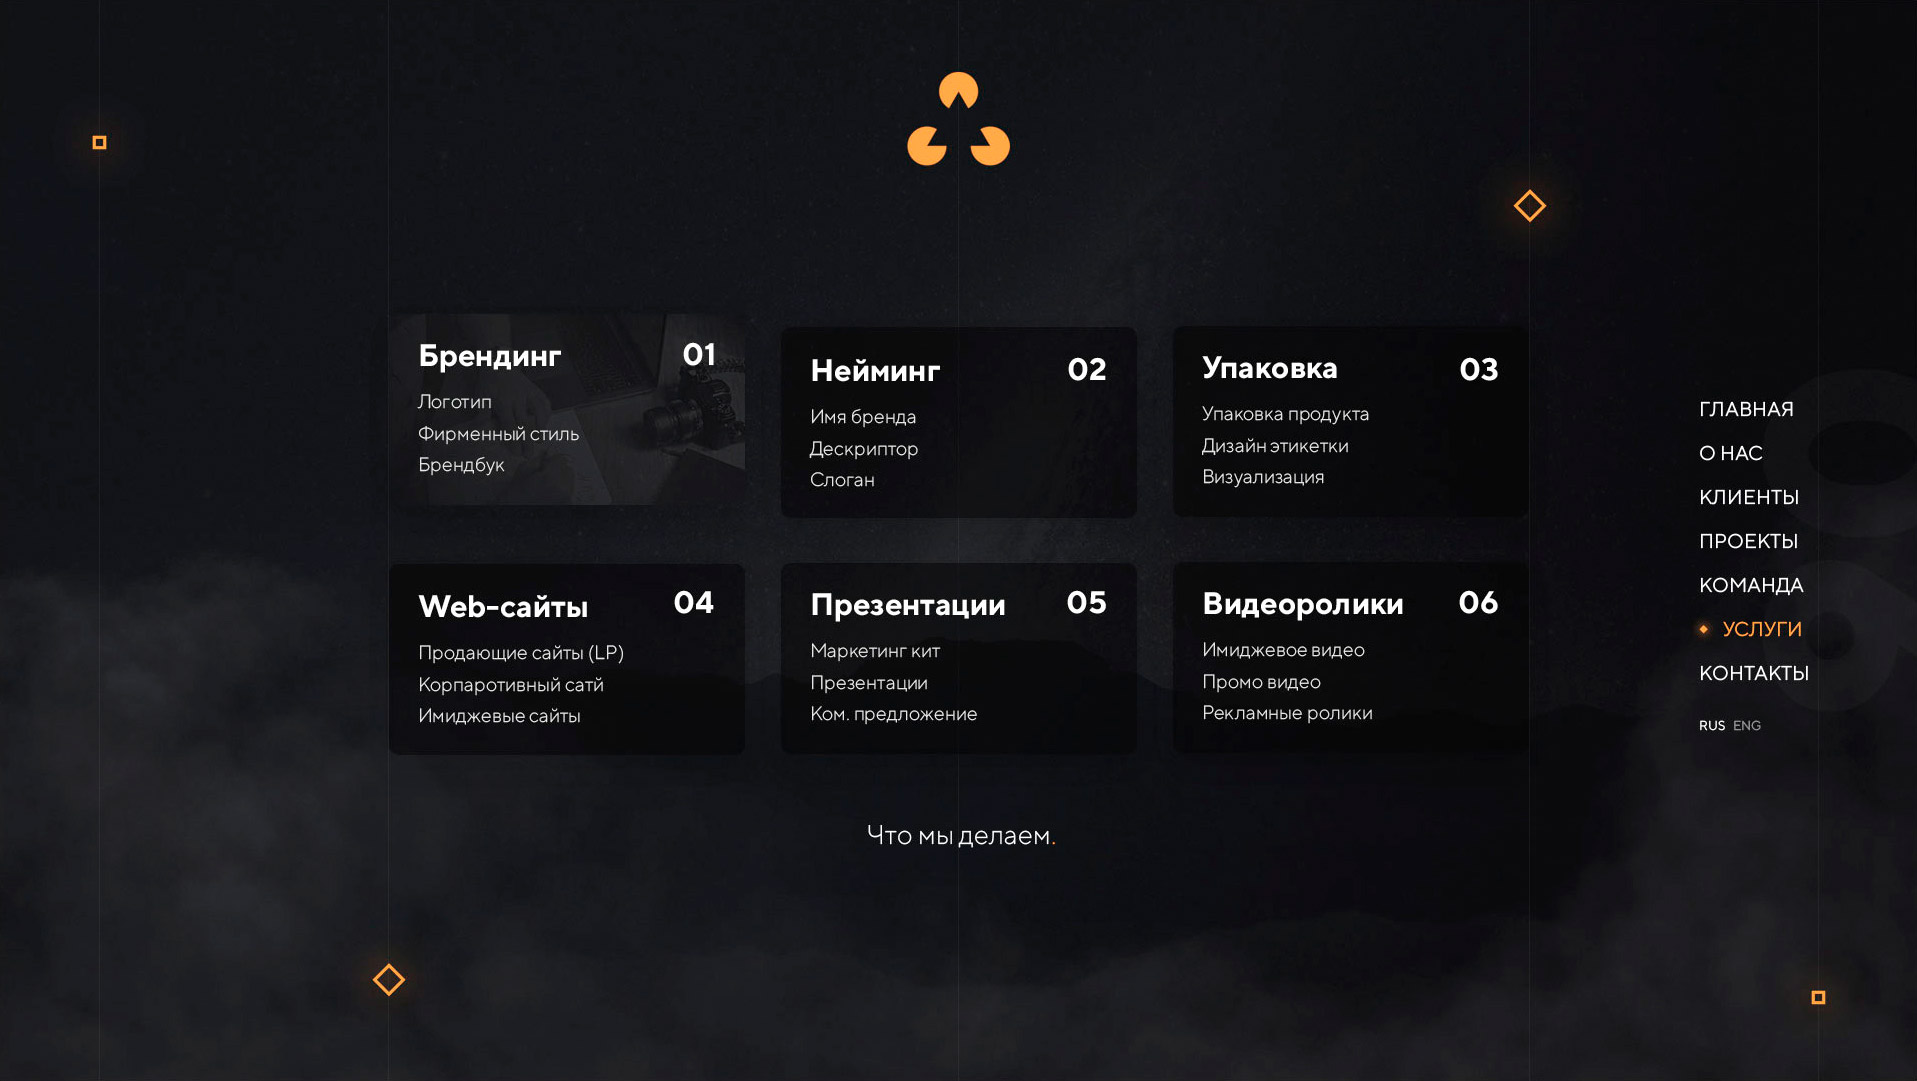 Брендинг 01
Логотип
Фирменный стиль
Брендбук
Нейминг 02
Имя бренда
Дескриптор
Слоган
Упаковка 03
Упаковка продукта
Дизайн этикетки
Визуализация
Web-сайты 04
Продающие сайты (LP)
Корпаротивный сатй
Имиджевые сайты
Презентации 05
Маркетинг кит
Презентации
Ком. предложение
Видеоролики 06
Имиджевое видео
Промо видео
Рекламные ролики
Что мы делаем.
ГЛАВНАЯ
О НАС
КЛИЕНТЫ
ПРОЕКТЫ
КОМАНДА
УСЛУГИ
КОНТАКТЫ
RUS ENG
06